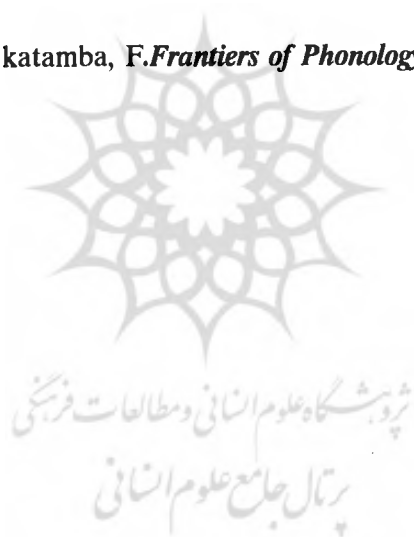 katamba, F.Frantiers of Phonology
پژوهشگاه علوم انسانی و مطالعات فرهنگی
پرتال جامع علوم انسانی